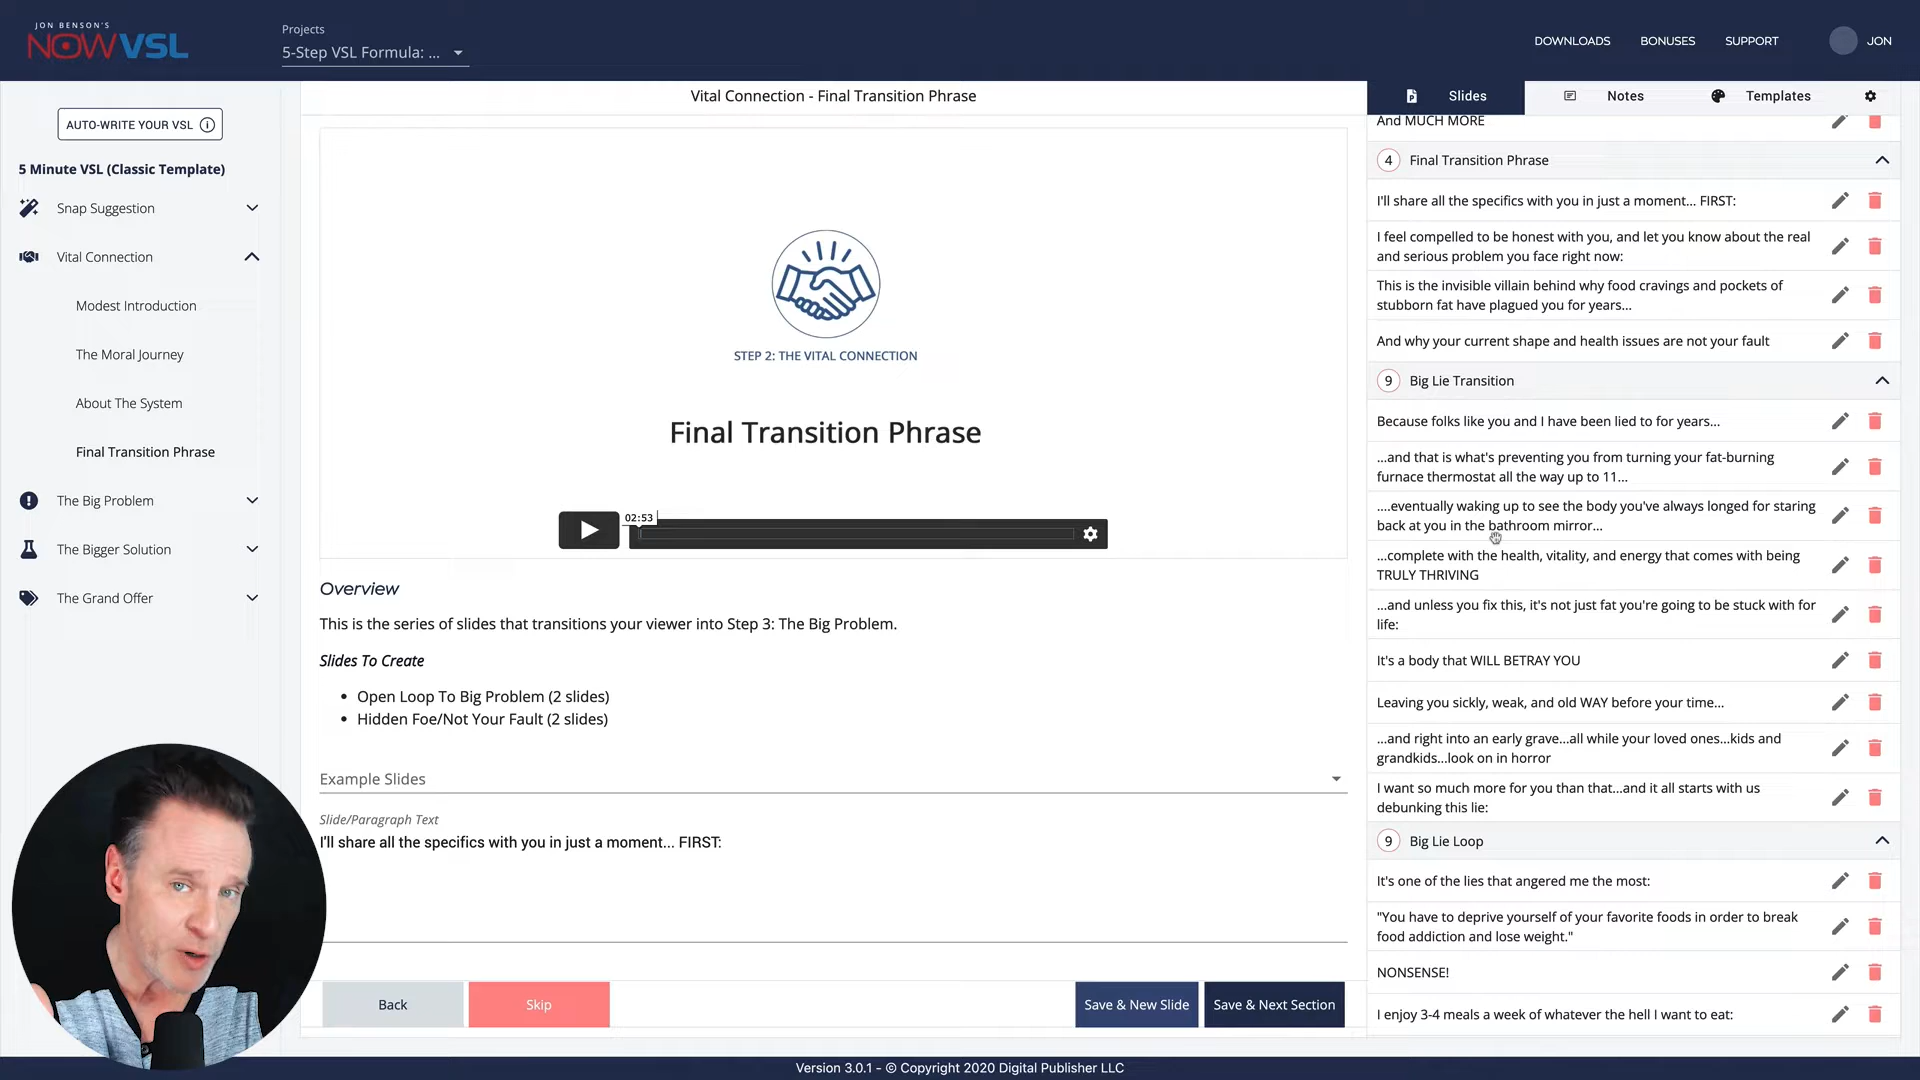 JON BENSON'S
NOWVSL
Projects
5-Step VSL Formula: ...
DOWNLOADS
BONUSES
SUPPORT
JON
AUTO-WRITE YOUR VSL
5 Minute VSL (Classic Template)
Snap Suggestion
Vital Connection
Modest Introduction
The Moral Journey
About The System
Final Transition Phrase
The Big Problem
The Bigger Solution
The Grand Offer
Vital Connection - Final Transition Phrase
STEP 2: THE VITAL CONNECTION
Final Transition Phrase
02:53
Overview
This is the series of slides that transitions your viewer into Step 3: The Big Problem.
Slides To Create
• Open Loop To Big Problem (2 slides)
• Hidden Foe/Not Your Fault (2 slides)
Example Slides
Slide/Paragraph Text
I'll share all the specifics with you in just a moment... FIRST:
Back
Skip
Save & New Slide
Save & Next Section
Slides
Notes
Templates
And MUCH MORE
4 Final Transition Phrase
I'll share all the specifics with you in just a moment... FIRST:
I feel compelled to be honest with you, and let you know about the real
and serious problem you face right now:
This is the invisible villain behind why food cravings and pockets of
stubborn fat have plagued you for years...
And why your current shape and health issues are not your fault
9 Big Lie Transition
Because folks like you and I have been lied to for years...
...and that is what's preventing you from turning your fat-burning
furnace thermostat all the way up to 11...
....eventually waking up to see the body you've always longed for staring
back at you in the bathroom mirror...
...complete with the health, vitality, and energy that comes with being
TRULY THRIVING
...and unless you fix this, it's not just fat you're going to be stuck with for
life:
It's a body that WILL BETRAY YOU
Leaving you sickly, weak, and old WAY before your time...
...and right into an early grave...all while your loved ones...kids and
grandkids...look on in horror
I want so much more for you than that...and it all starts with us
debunking this lie:
9 Big Lie Loop
It's one of the lies that angered me the most:
"You have to deprive yourself of your favorite foods in order to break
food addiction and lose weight."
NONSENSE!
I enjoy 3-4 meals a week of whatever the hell I want to eat:
Version 3.0.1 - © Copyright 2020 Digital Publisher LLC